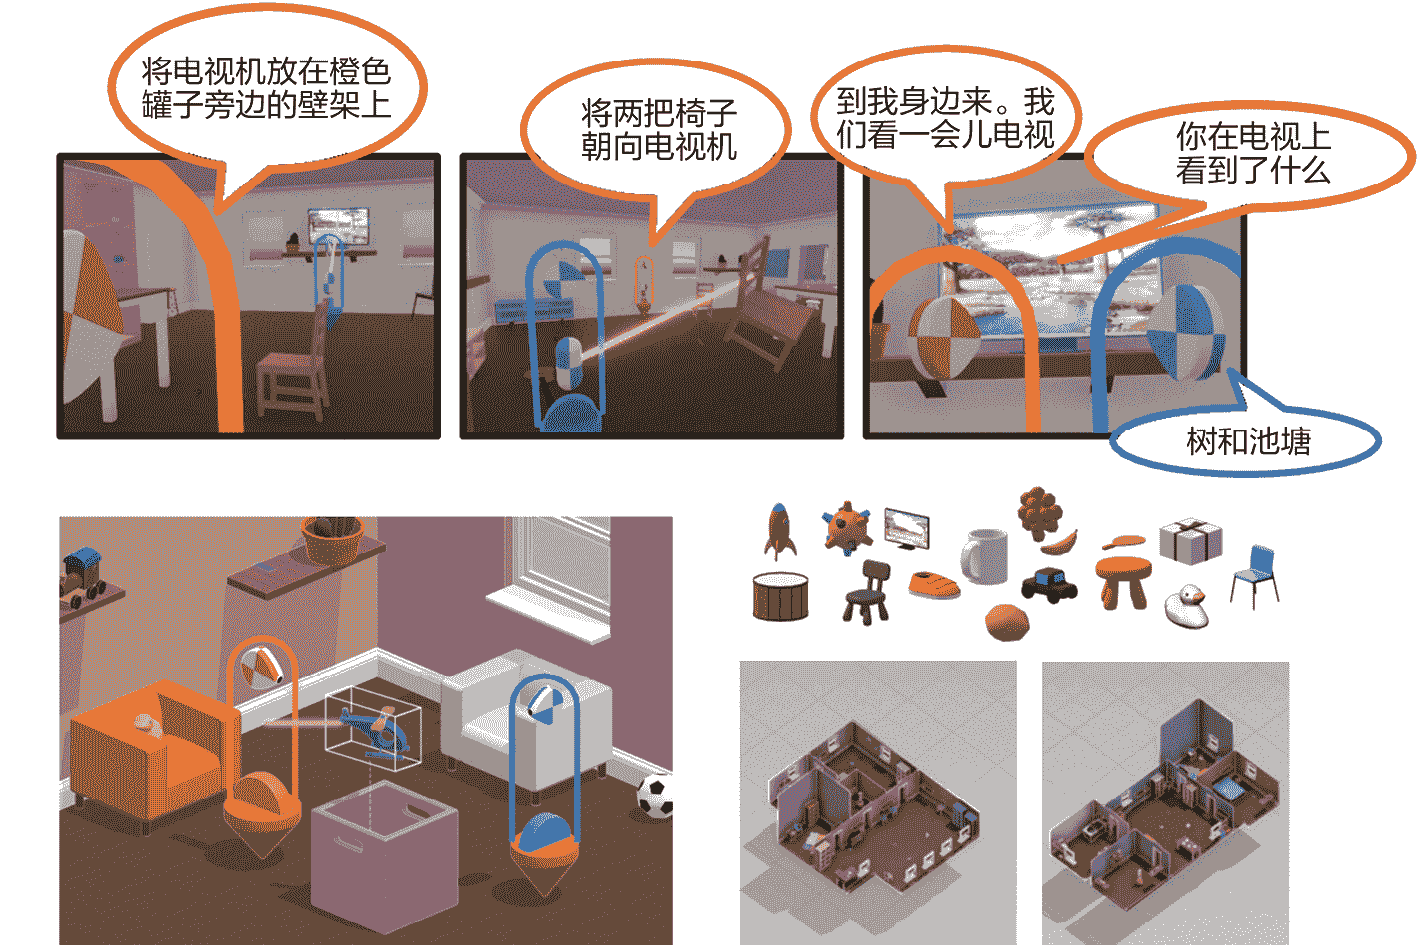 将电视机放在橙色
罐子旁边的壁架上
将两把椅子
朝向电视机
到我身边来。我
们看一会儿电视
你在电视上
看到了什么
树和池塘